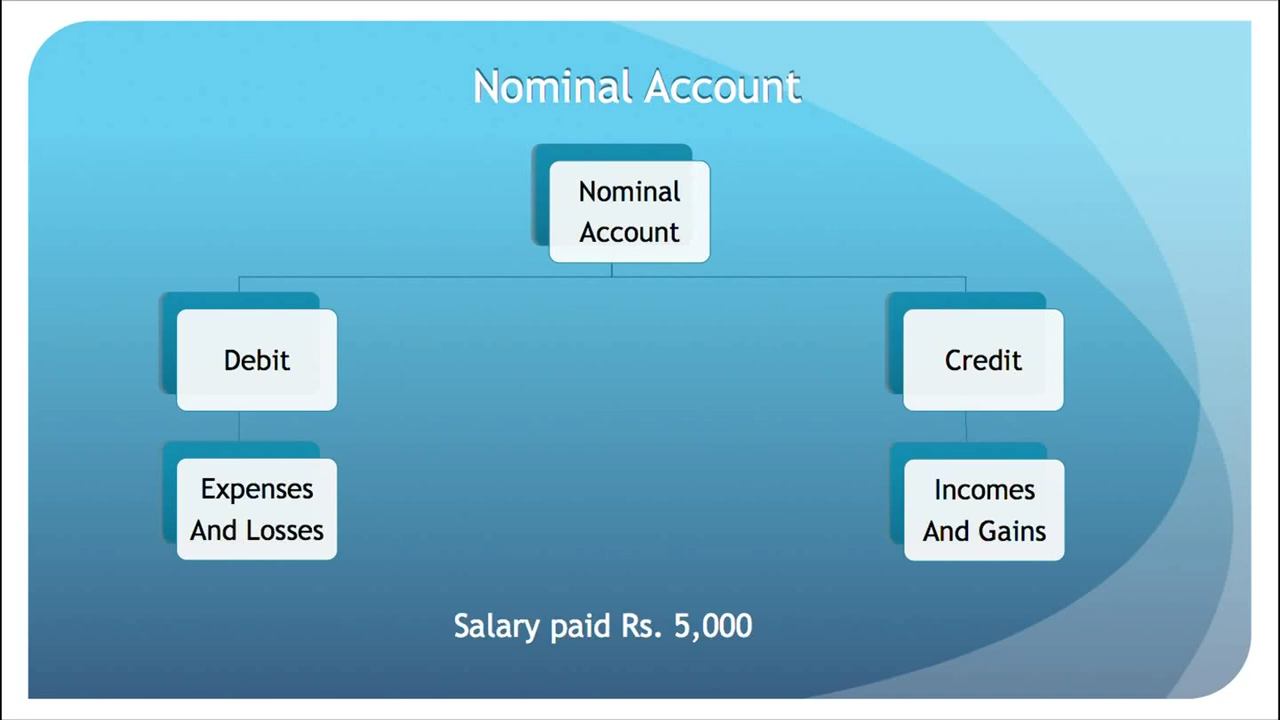 Nominal Account
Nominal
Account
Debit
Credit
Expenses
And Losses
Incomes
And Gains
Salary paid Rs. 5,000